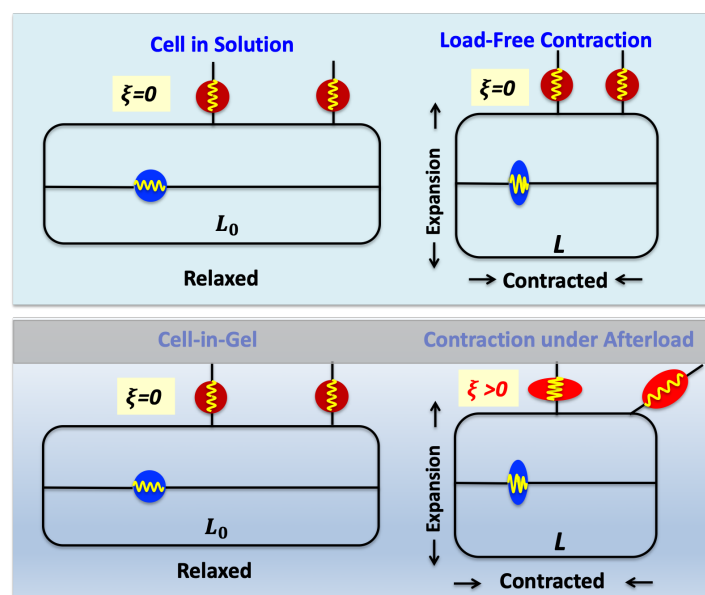 Cell in Solution
Load-Free Contraction
ξ=0
ξ=0
Expansion
L₀
L
Relaxed
Contracted
Cell-in-Gel
Contraction under Afterload
ξ=0
ξ >0
Expansion
L₀
L
Relaxed
Contracted